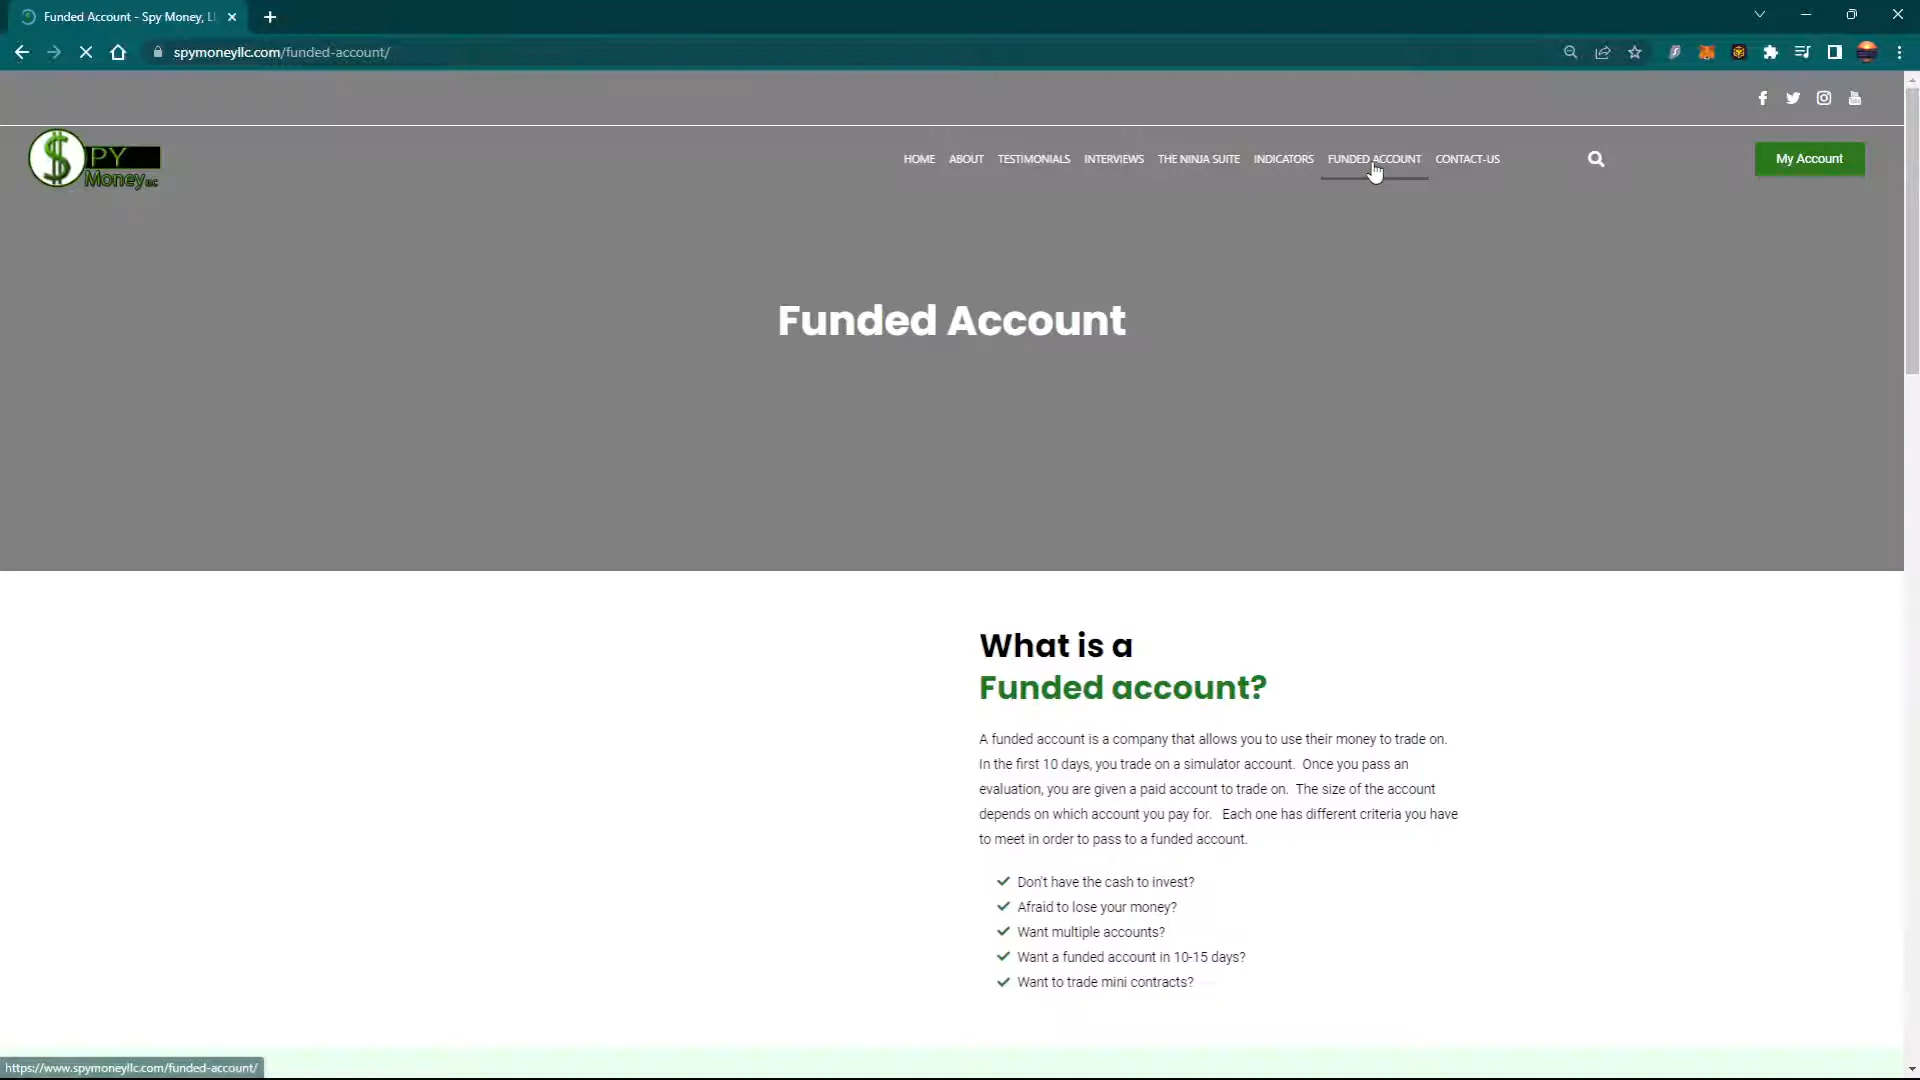 Funded Account - Spy Money, L
spymoneyllc.com/funded-account/
$PY
Money LLC
HOME ABOUT TESTIMONIALS INTERVIEWS THE NINJA SUITE INDICATORS FUNDED ACCOUNT CONTACT-US
My Account
Funded Account
What is a
Funded account?
A funded account is a company that allows you to use their money to trade on.
In the first 10 days, you trade on a simulator account. Once you pass an
evaluation, you are given a paid account to trade on. The size of the account
depends on which account you pay for. Each one has different criteria you have
to meet in order to pass to a funded account.
Don't have the cash to invest?
Afraid to lose your money?
Want multiple accounts?
Want a funded account in 10-15 days?
Want to trade mini contracts?
https://www.spymoneyllc.com/funded-account/